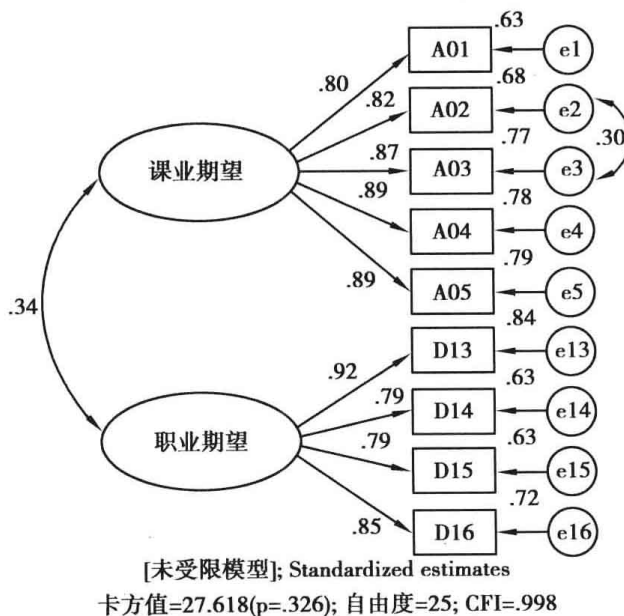 .63
.80
A01
e1
.68
.82
A02
e2
.77
.30
.87
A03
e3
课业期望
.78
.89
A04
e4
.79
.89
A05
e5
.84
.34
.92
D13
e13
.63
.79
D14
e14
.63
职业期望
.79
D15
e15
.72
.85
D16
e16
[未受限模型]; Standardized estimates
卡方值=27.618(p=.326); 自由度=25; CFI=.998